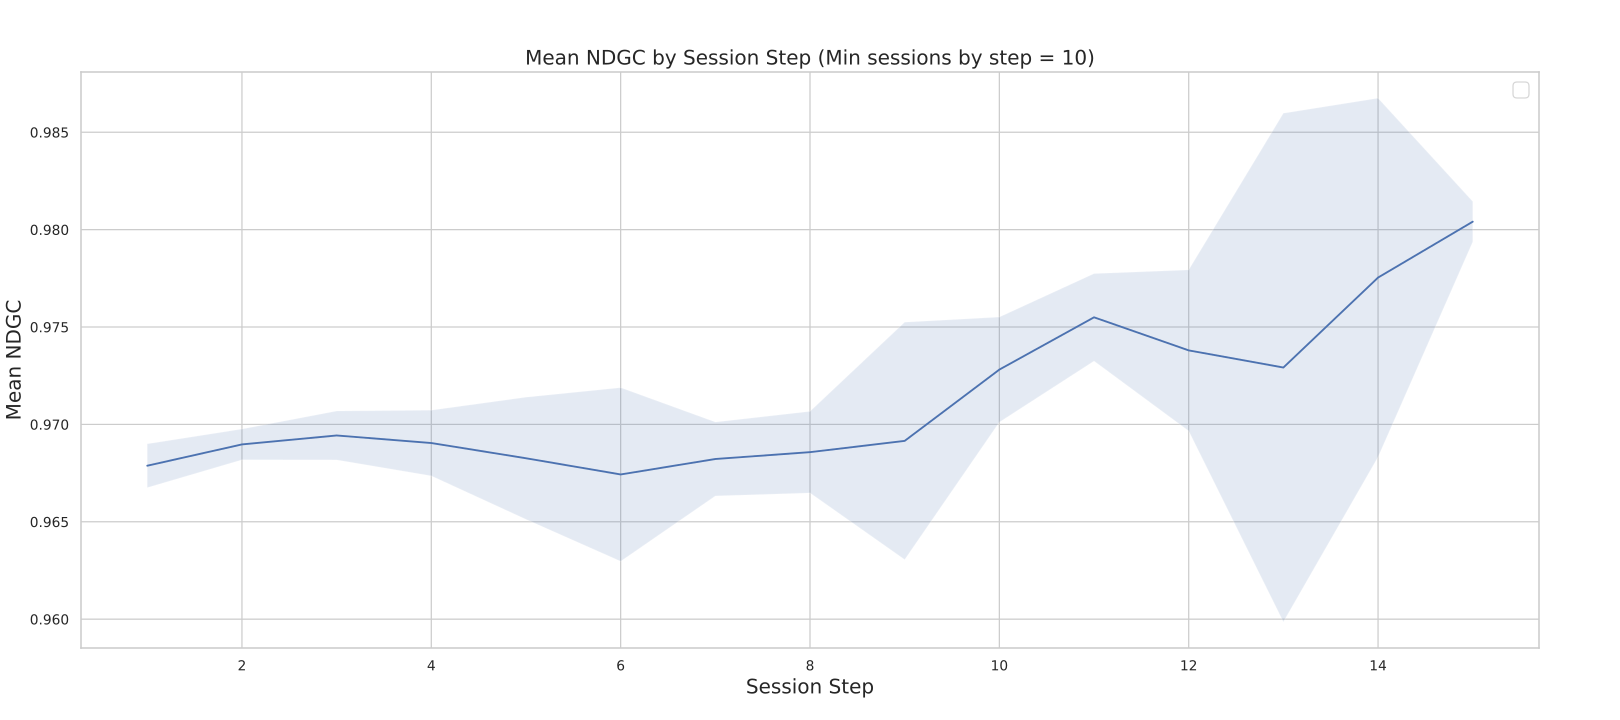 Mean NDGC by Session Step (Min sessions by step = 10)
Mean NDGC
0.985
0.980
0.975
0.970
0.965
0.960
2 4 6 8 10 12 14
Session Step